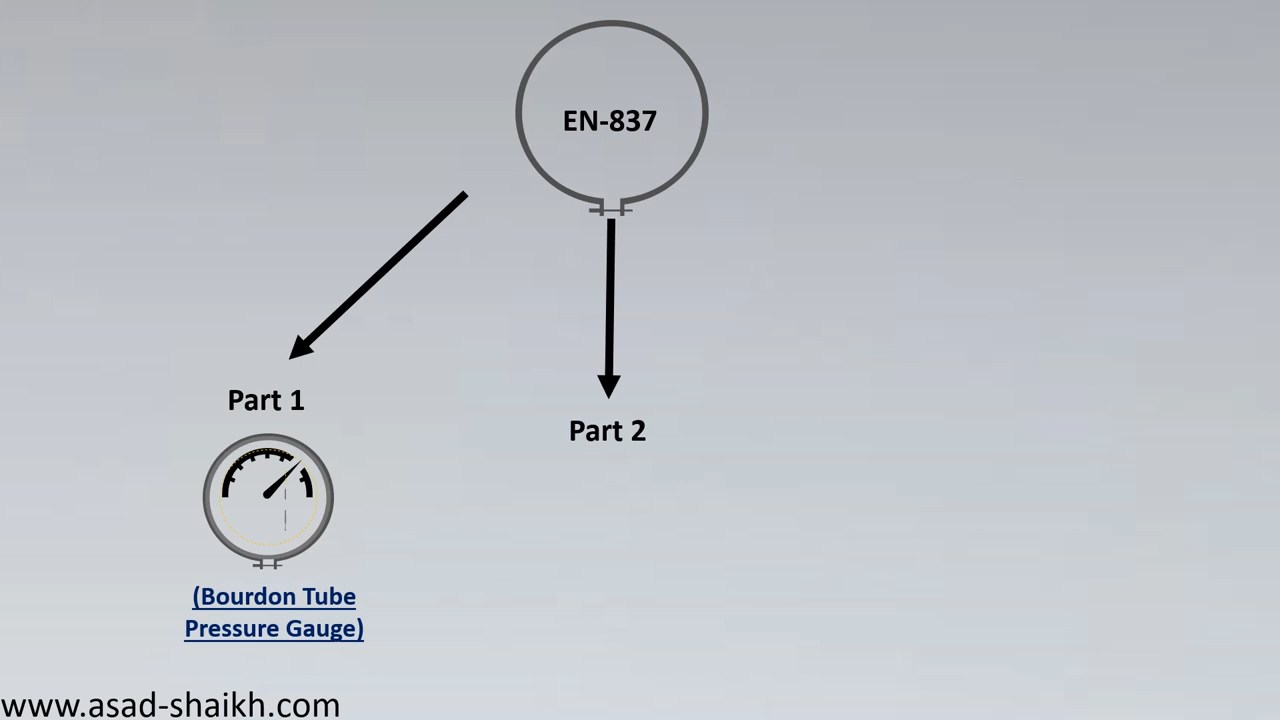 EN-837
Part 1
Part 2
(Bourdon Tube
Pressure Gauge)
www.asad-shaikh.com